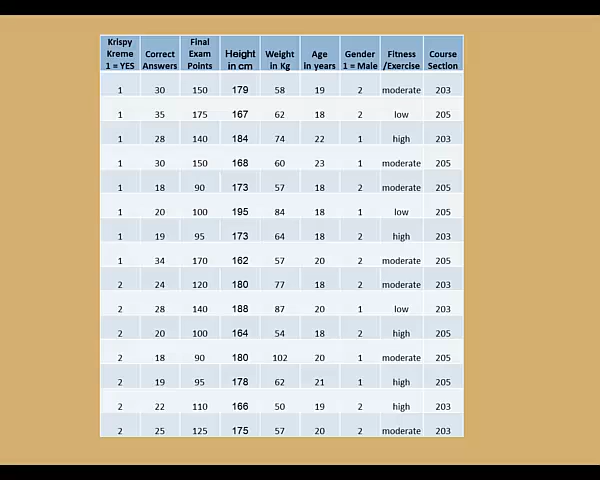 Krispy Kreme 1 = YES Correct Answers Final Exam Points Height in cm Weight in Kg Age in years Gender 1 = Male Fitness /Exercise Course Section
1 30 150 179 58 19 2 moderate 203
1 35 175 167 62 18 2 low 205
1 28 140 184 74 22 1 high 203
1 30 150 168 60 23 1 moderate 205
1 18 90 173 57 18 2 moderate 205
1 20 100 195 84 18 1 low 205
1 19 95 173 64 18 2 high 203
1 34 170 162 57 20 2 moderate 205
2 24 120 180 77 18 2 moderate 203
2 28 140 188 87 20 1 low 203
2 20 100 164 54 18 2 high 205
2 18 90 180 102 20 1 moderate 205
2 19 95 178 62 21 1 high 205
2 22 110 166 50 19 2 high 203
2 25 125 175 57 20 2 moderate 203